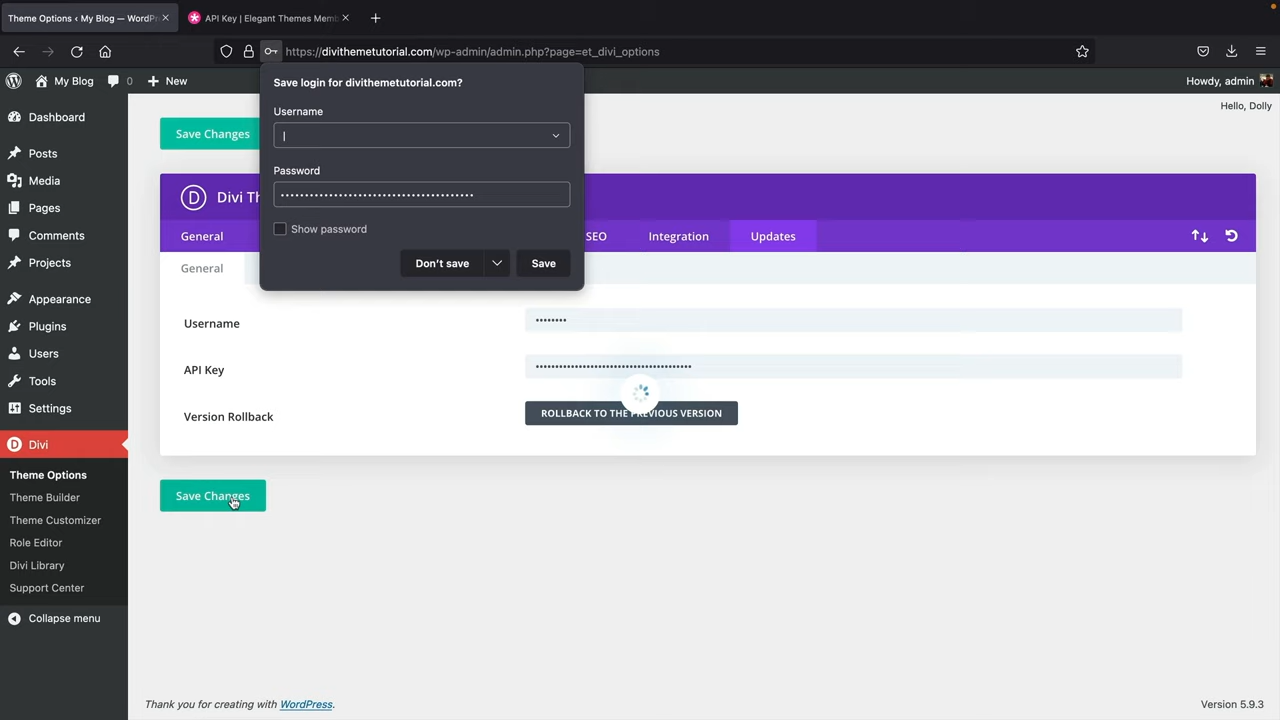 Theme Options ‹ My Blog — WordPr
API Key | Elegant Themes Memb
https://divithemetutorial.com/wp-admin/admin.php?page=et_divi_options
My Blog
0
New
Howdy, admin
Hello, Dolly
Dashboard
Posts
Media
Pages
Comments
Projects
Appearance
Plugins
Users
Tools
Settings
Divi
Theme Options
Theme Builder
Theme Customizer
Role Editor
Divi Library
Support Center
Collapse menu
Save login for divithemetutorial.com?
Username
Password
••••••••••••••••••••••••••••••••••••••••
Show password
Don't save
Save
Save Changes
D Divi Th
General
SEO
Integration
Updates
General
Username
••••••••
API Key
••••••••••••••••••••••••••••••••••••••••
Version Rollback
ROLLBACK TO THE PREVIOUS VERSION
Save Changes
Thank you for creating with WordPress.
Version 5.9.3